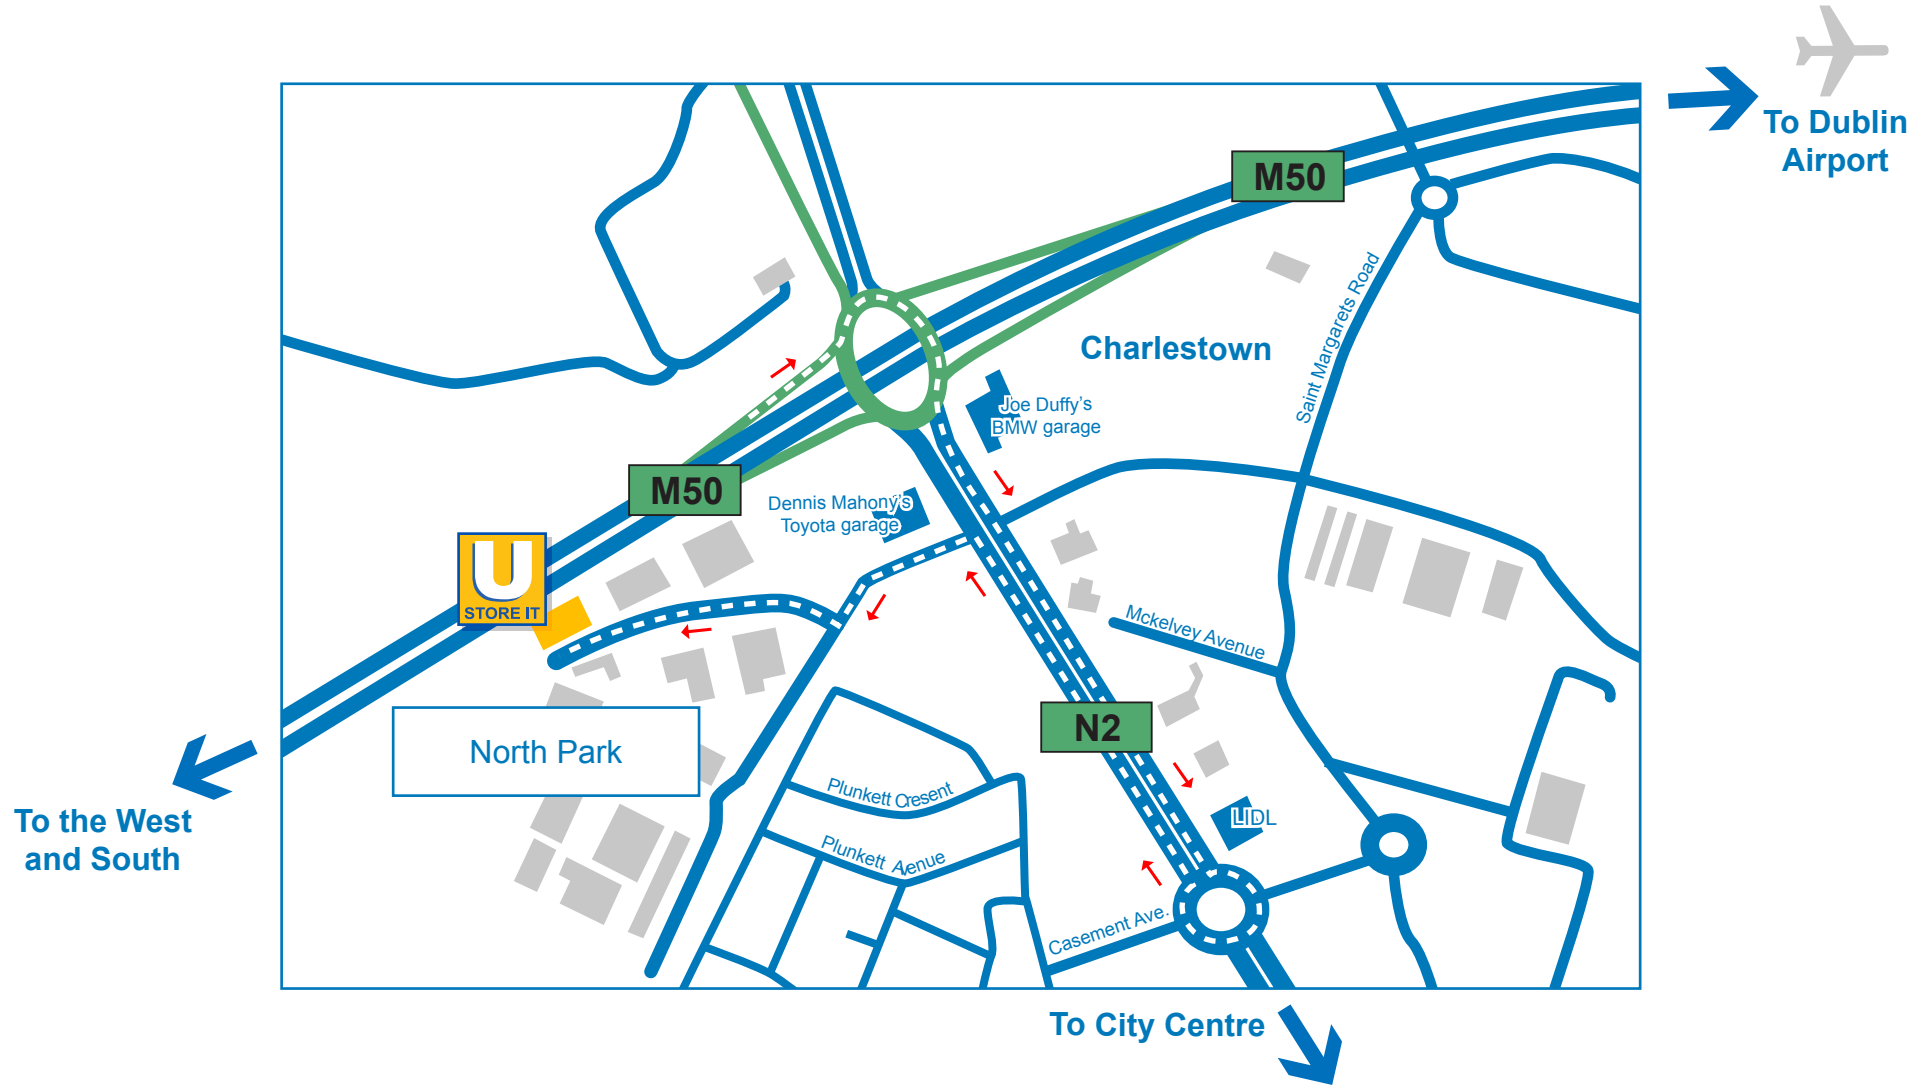 To Dublin
Airport
M50
Saint Margarets Road
Charlestown
Joe Duffy's
BMW garage
M50
Dennis Mahony's
Toyota garage
U
STORE IT
Mckelvey Avenue
N2
North Park
Plunkett Cresent
LIDL
To the West
and South
Plunkett Avenue
Casement Ave.
To City Centre